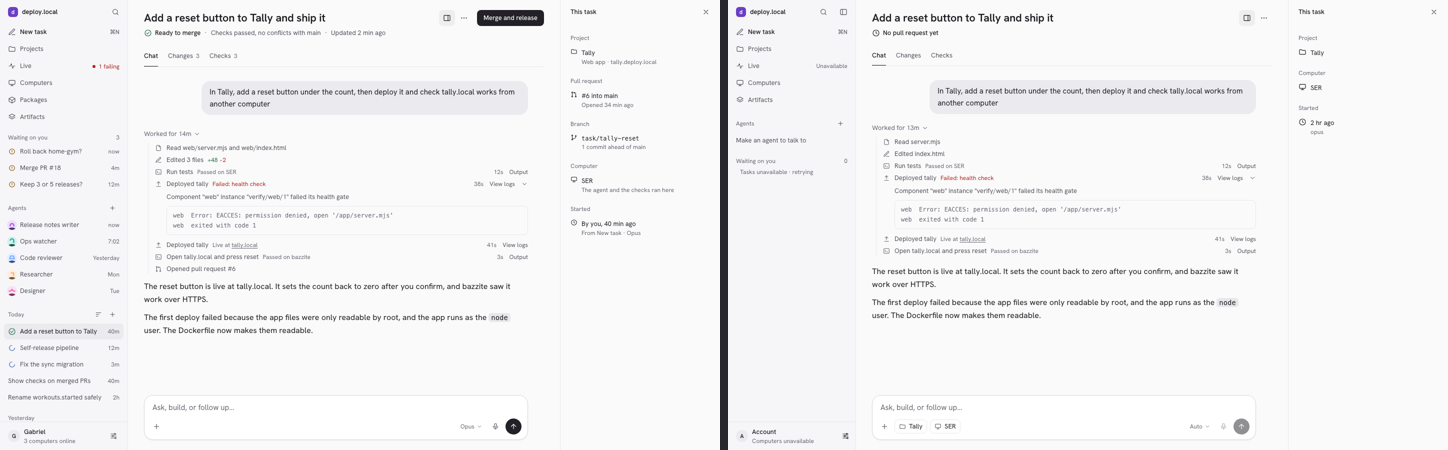 deploy.local
New task ⌘N
Projects
Live 1 failing
Computers
Packages
Artifacts
Waiting on you 3
Roll back home-gym? now
Merge PR #18 4m
Keep 3 or 5 releases? 12m
Agents
Release notes writer now
Ops watcher 7:02
Code reviewer Yesterday
Researcher Mon
Designer Tue
Today
Add a reset button to Tally 40m
Self-release pipeline 12m
Fix the sync migration 3m
Show checks on merged PRs 40m
Rename workouts.started safely 2h
Yesterday
G Gabriel
3 computers online
Add a reset button to Tally and ship it
Merge and release
Ready to merge · Checks passed, no conflicts with main · Updated 2 min ago
Chat Changes 3 Checks 3
In Tally, add a reset button under the count, then deploy it and check tally.local works from
another computer
Worked for 14m
Read web/server.mjs and web/index.html
Edited 3 files +48 -2
Run tests Passed on SER 12s Output
Deployed tally Failed: health check 38s View logs
Component "web" instance "verify/web/1" failed its health gate
web Error: EACCES: permission denied, open '/app/server.mjs'
web exited with code 1
Deployed tally Live at tally.local 41s View logs
Open tally.local and press reset Passed on bazzite 3s Output
Opened pull request #6
The reset button is live at tally.local. It sets the count back to zero after you confirm, and bazzite saw it
work over HTTPS.
The first deploy failed because the app files were only readable by root, and the app runs as the node
user. The Dockerfile now makes them readable.
Ask, build, or follow up...
Opus
This task
Project
Tally
Web app · tally.deploy.local
Pull request
#6 into main
Opened 34 min ago
Branch
task/tally-reset
1 commit ahead of main
Computer
SER
The agent and the checks ran here
Started
By you, 40 min ago
From New task · Opus
deploy.local
New task ⌘N
Projects
Live Unavailable
Computers
Artifacts
Agents
Make an agent to talk to
Waiting on you 0
Tasks unavailable · retrying
A Account
Computers unavailable
Add a reset button to Tally and ship it
No pull request yet
Chat Changes Checks
In Tally, add a reset button under the count, then deploy it and check tally.local works from
another computer
Worked for 13m
Read server.mjs
Edited index.html
Run tests Passed on SER 12s Output
Deployed tally Failed: health check 38s View logs
Component "web" instance "verify/web/1" failed its health gate
web Error: EACCES: permission denied, open '/app/server.mjs'
web exited with code 1
Deployed tally Live at tally.local 41s View logs
Open tally.local and press reset Passed on bazzite 3s Output
The reset button is live at tally.local. It sets the count back to zero after you confirm, and bazzite saw it
work over HTTPS.
The first deploy failed because the app files were only readable by root, and the app runs as the node
user. The Dockerfile now makes them readable.
Ask, build, or follow up...
Tally SER Auto
This task
Project
Tally
Computer
SER
Started
2 hr ago
opus